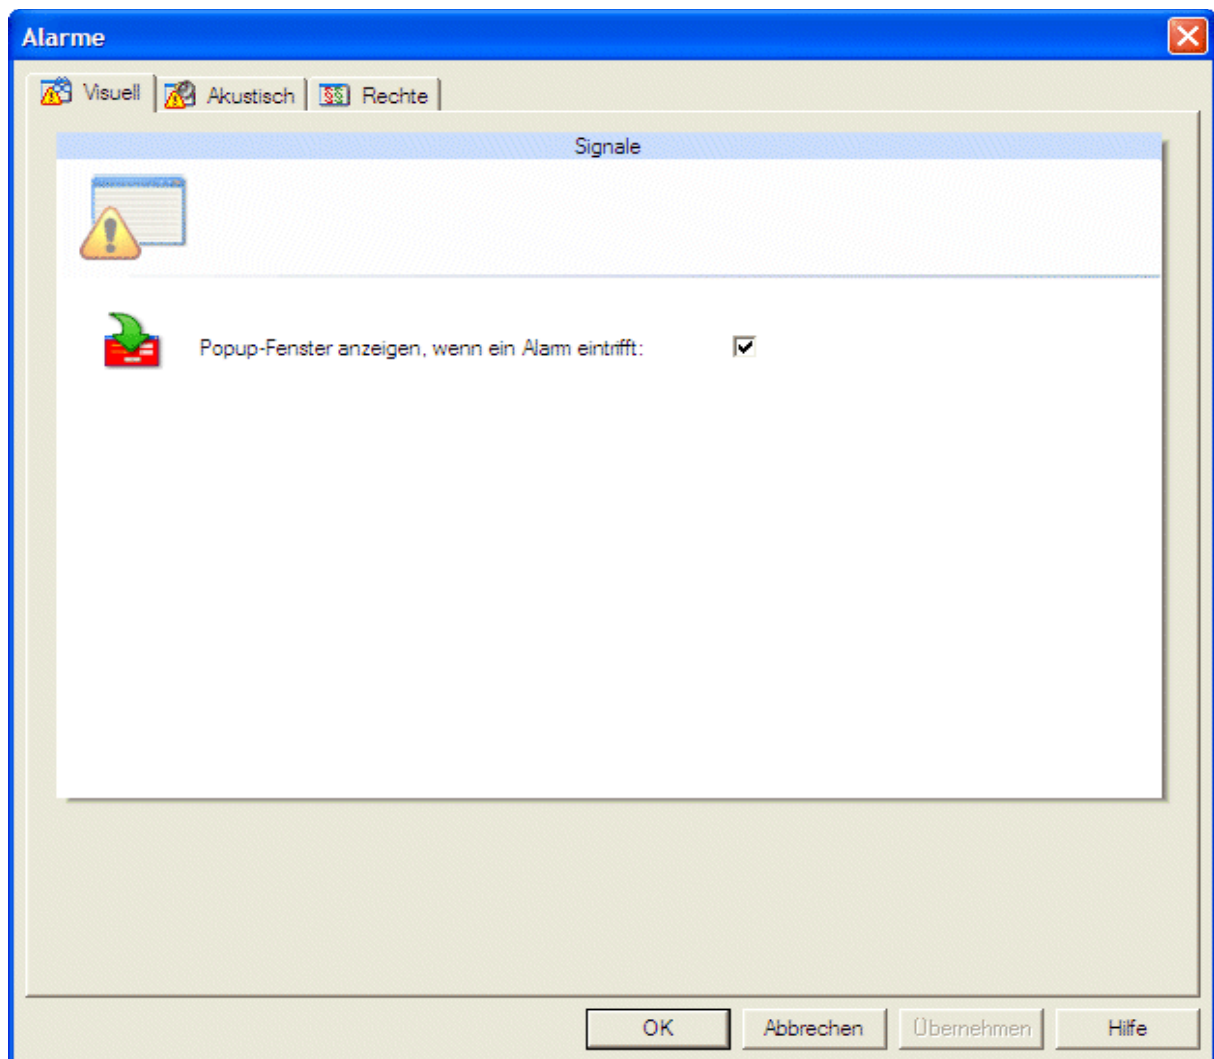 Alarme
Visuell Akustisch §§ Rechte
Signale
Popup-Fenster anzeigen, wenn ein Alarm eintrifft:
OK Abbrechen Übernehmen Hilfe